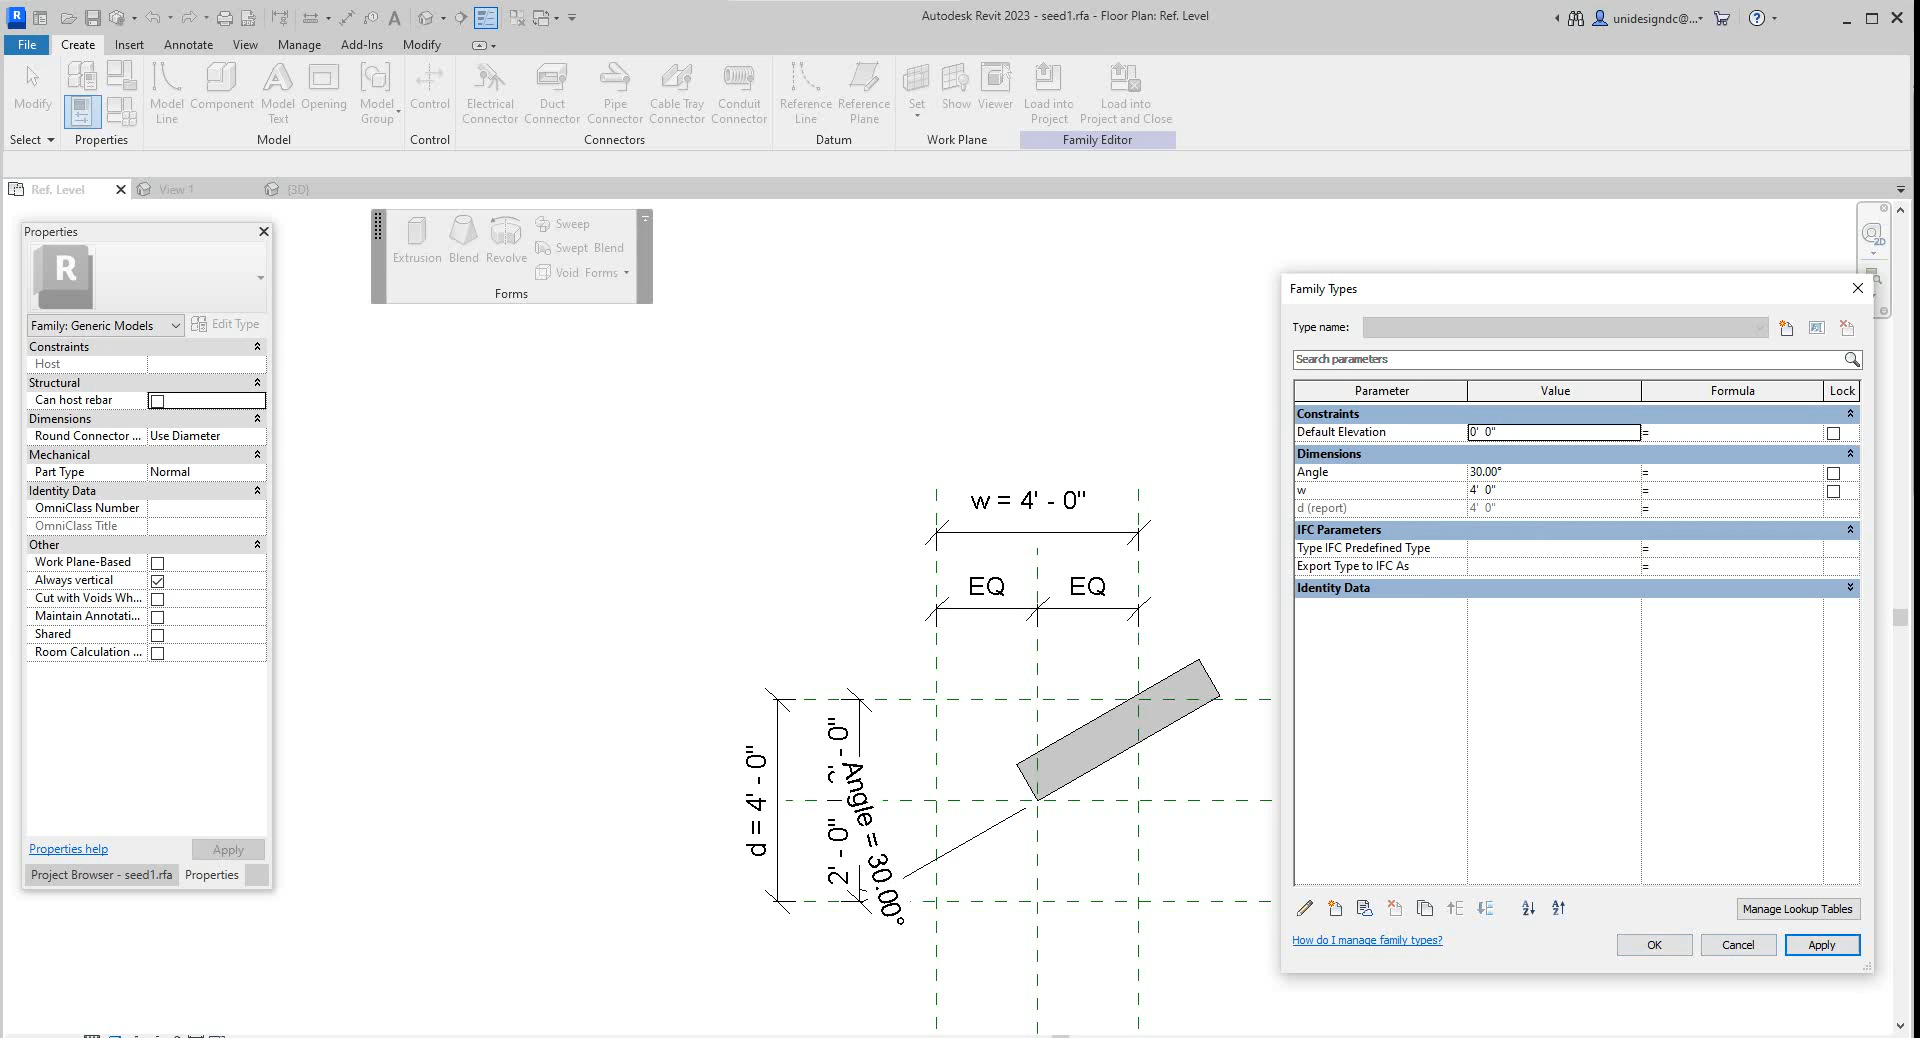 Autodesk Revit 2023 - seed1.rfa - Floor Plan: Ref. Level
unidesigndc@...
File Create Insert Annotate View Manage Add-Ins Modify
Modify
Model Line
Component
Model Text
Opening
Model Group
Control
Electrical Connector
Duct Connector
Pipe Connector
Cable Tray Connector
Conduit Connector
Reference Line
Reference Plane
Set
Show
Viewer
Load into Project
Load into Project and Close
Select Properties Model Control Connectors Datum Work Plane Family Editor
Ref. Level View 1 {3D}
Properties
R
Family: Generic Models Edit Type
Constraints
Host
Structural
Can host rebar
Dimensions
Round Connector ... Use Diameter
Mechanical
Part Type Normal
Identity Data
OmniClass Number
OmniClass Title
Other
Work Plane-Based
Always vertical
Cut with Voids Wh...
Maintain Annotati...
Shared
Room Calculation ...
Properties help Apply
Project Browser - seed1.rfa Properties
Extrusion Blend Revolve
Sweep
Swept Blend
Void Forms
Forms
w = 4' - 0"
EQ EQ
d = 4' - 0"
2' - 0"
Angle = 30.00°
2D
Family Types
Type name:
Search parameters
Parameter Value Formula Lock
Constraints
Default Elevation 0' 0" =
Dimensions
Angle 30.00° =
w 4' 0" =
d (report) 4' 0" =
IFC Parameters
Type IFC Predefined Type =
Export Type to IFC As =
Identity Data
Manage Lookup Tables
How do I manage family types?
OK Cancel Apply